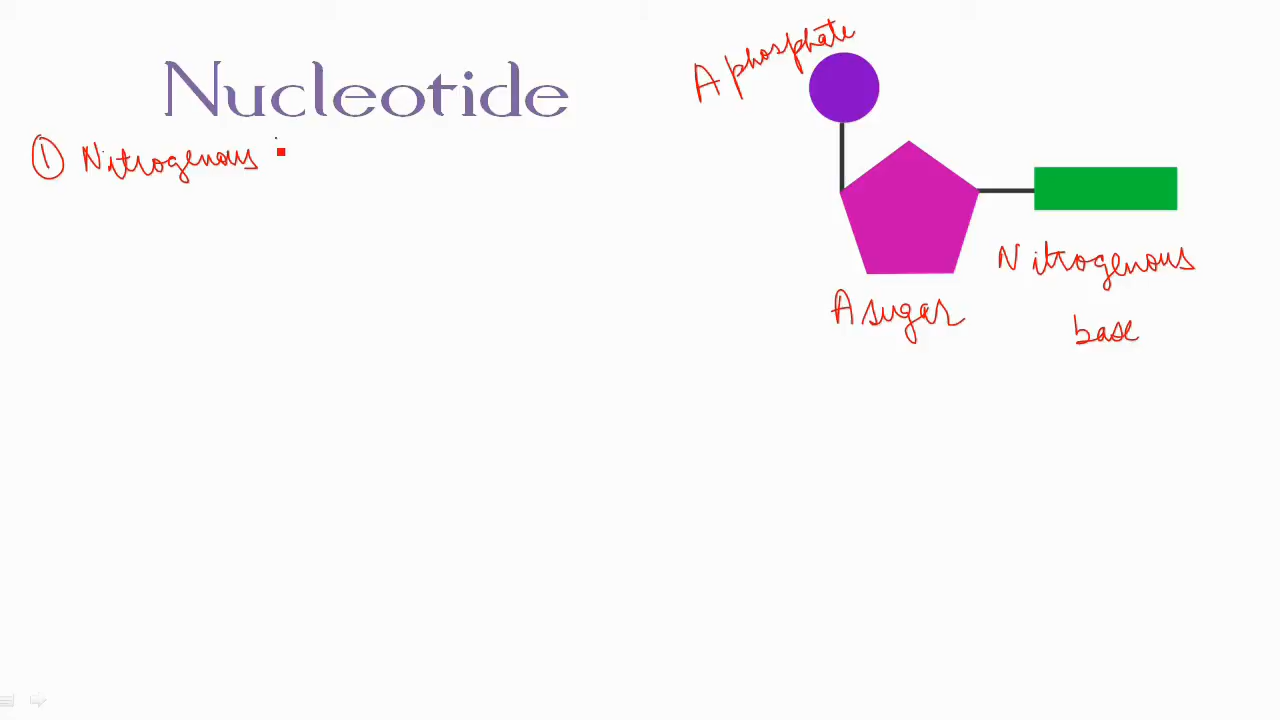 A phosphate
Nucleotide
① Nitrogenous
Nitrogenous
base
A sugar